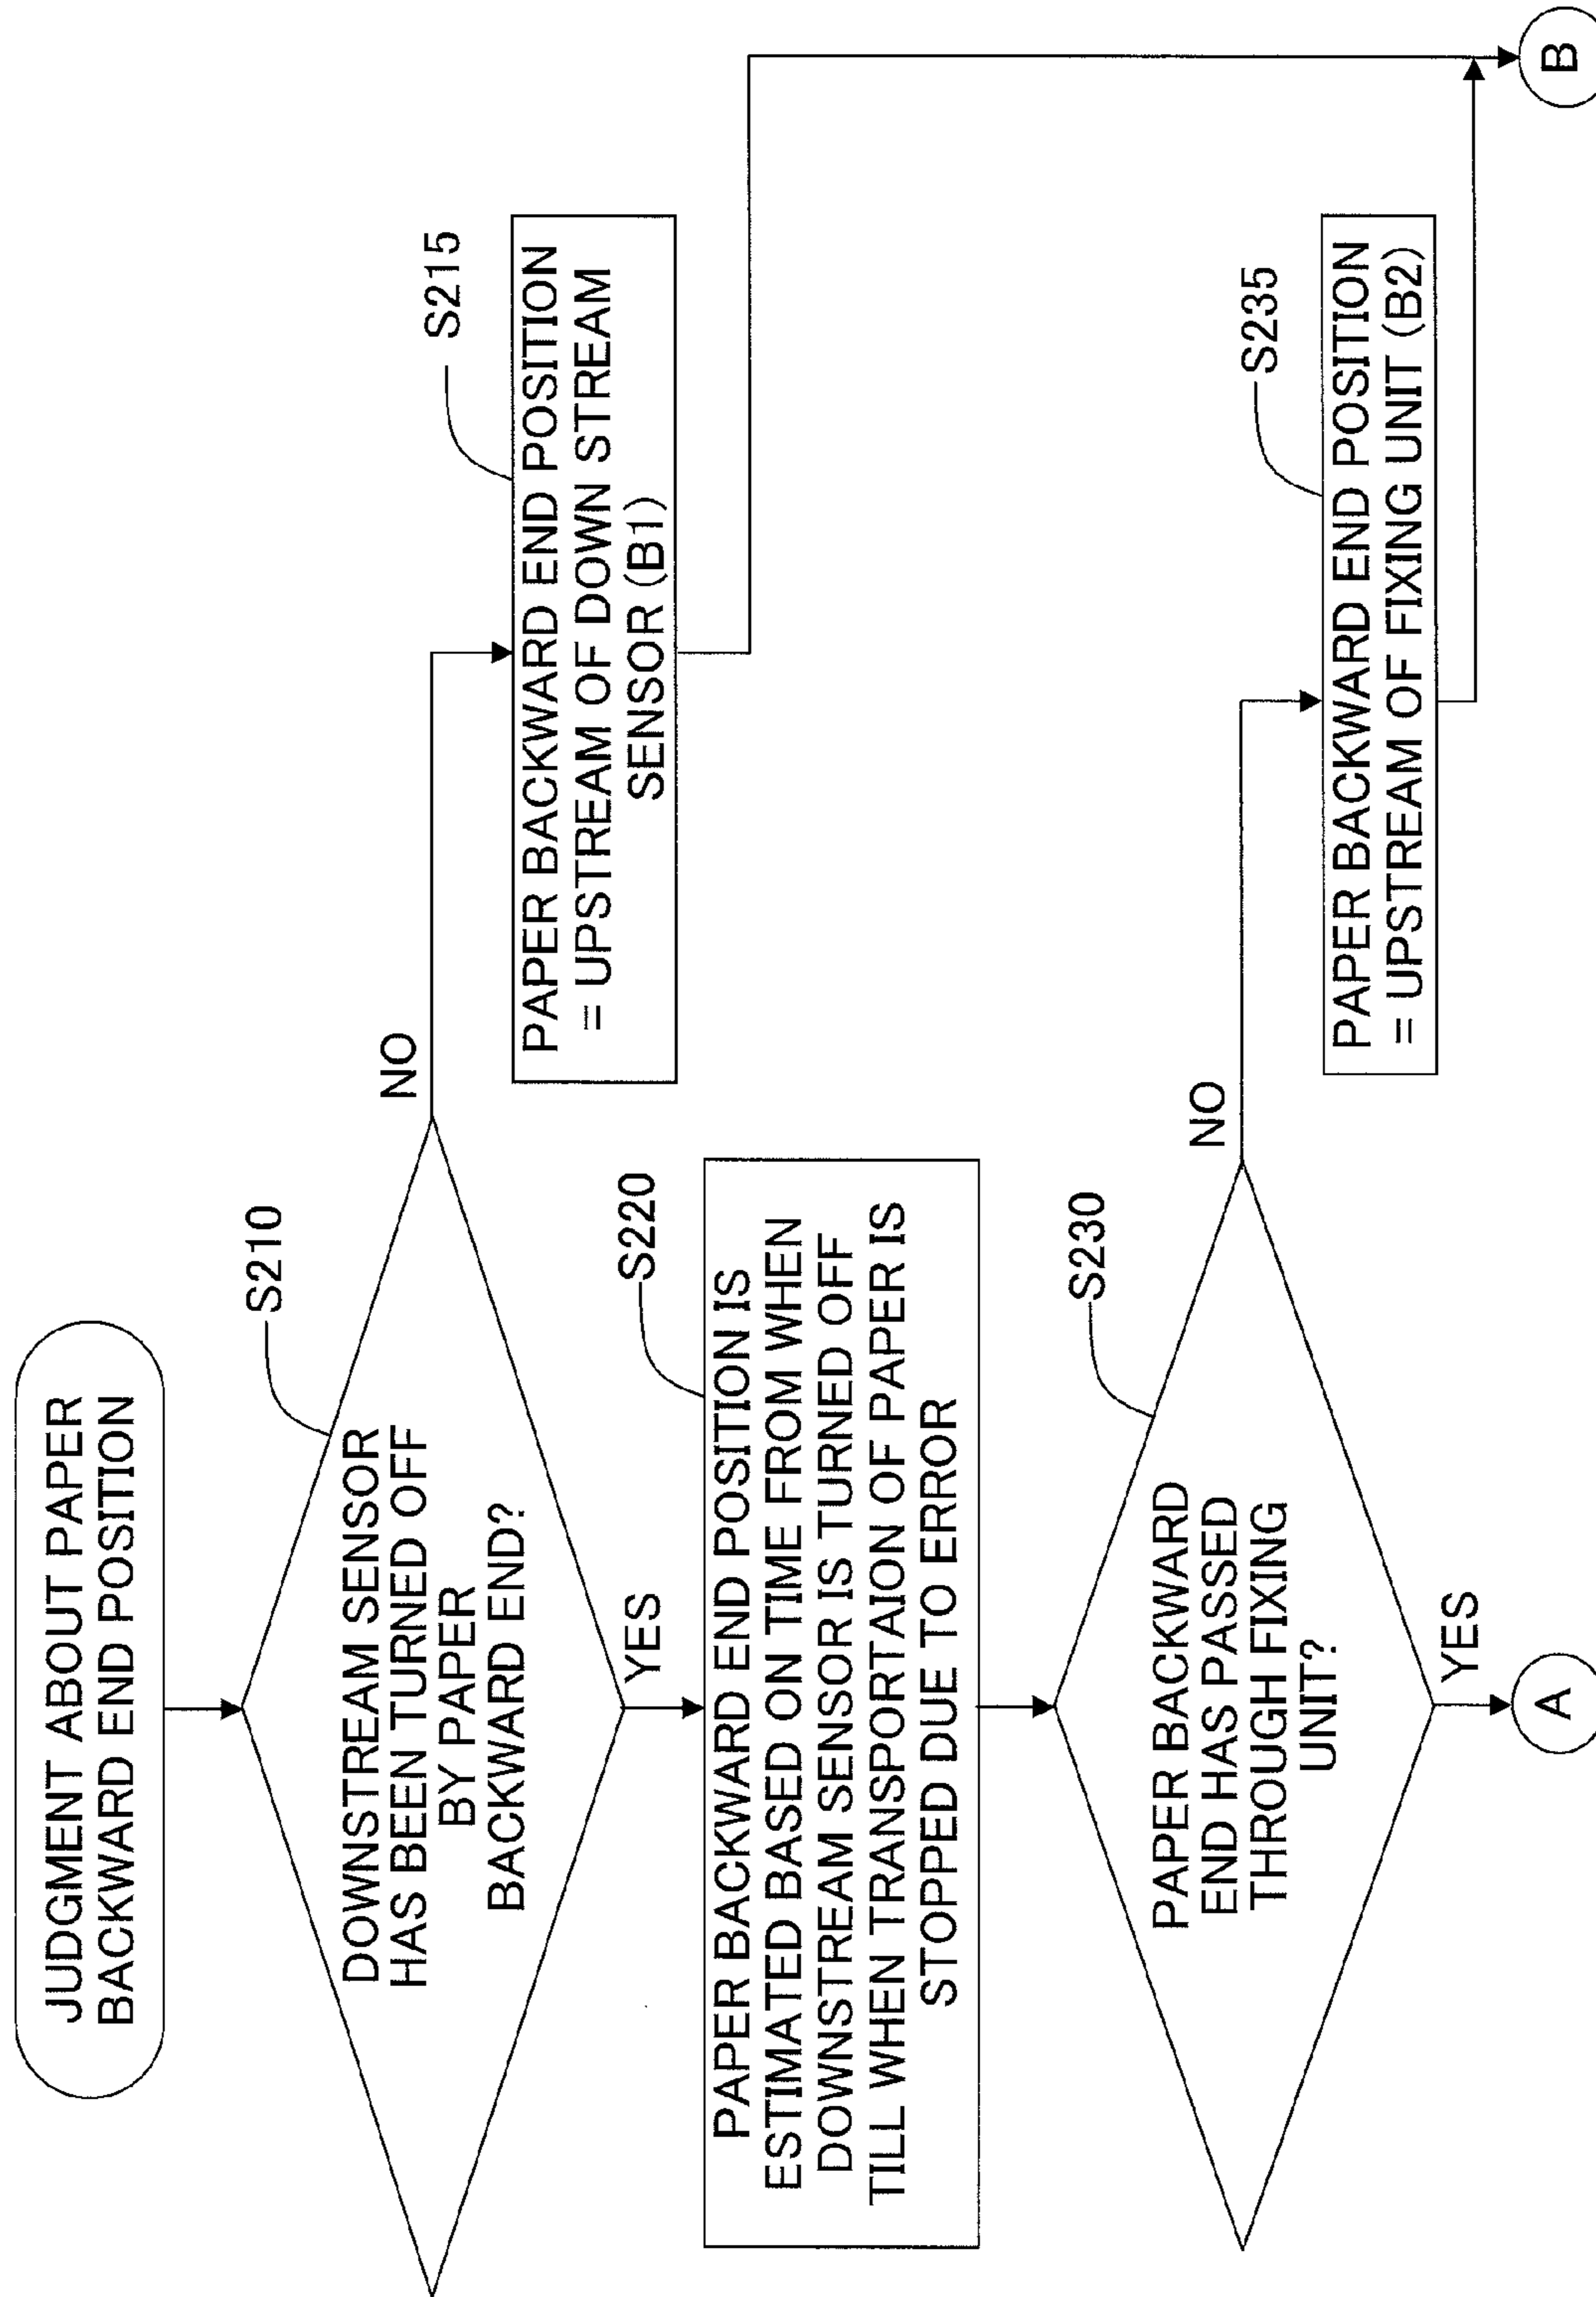 JUDGMENT ABOUT PAPER
BACKWARD END POSITION
S210
DOWNSTREAM SENSOR
HAS BEEN TURNED OFF
BY PAPER
BACKWARD END?
NO
S215
PAPER BACKWARD END POSITION
= UPSTREAM OF DOWN STREAM
SENSOR (B1)
YES
S220
PAPER BACKWARD END POSITION IS
ESTIMATED BASED ON TIME FROM WHEN
DOWNSTREAM SENSOR IS TURNED OFF
TILL WHEN TRANSPORTAION OF PAPER IS
STOPPED DUE TO ERROR
S230
PAPER BACKWARD
END HAS PASSED
THROUGH FIXING
UNIT?
NO
S235
PAPER BACKWARD END POSITION
= UPSTREAM OF FIXING UNIT (B2)
YES
A
B